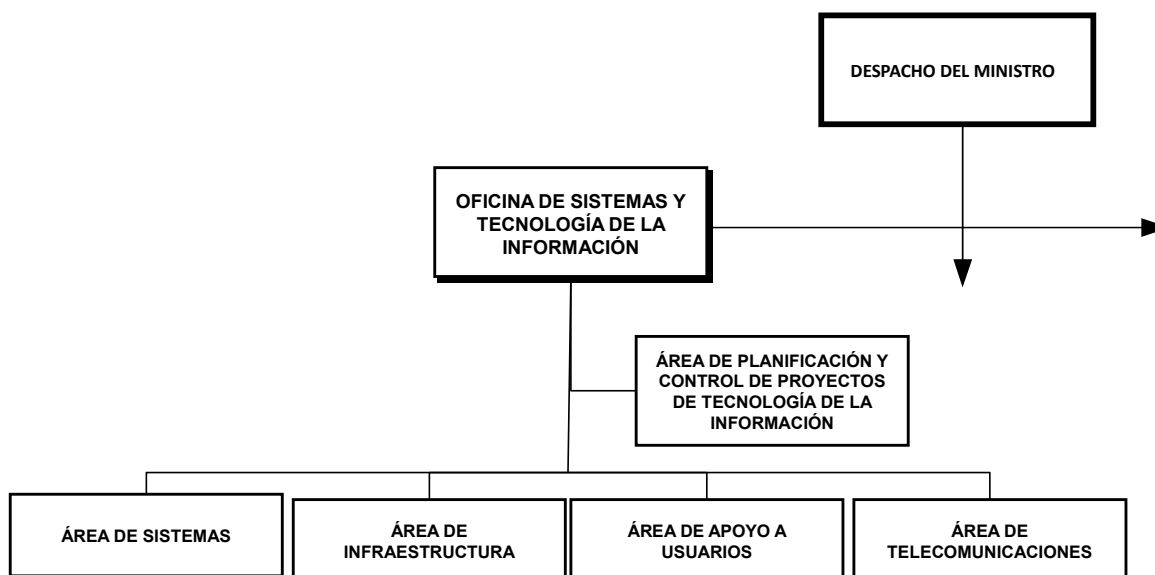 DESPACHO DEL MINISTRO
OFICINA DE SISTEMAS Y
TECNOLOGÍA DE LA
INFORMACIÓN
ÁREA DE PLANIFICACIÓN Y
CONTROL DE PROYECTOS
DE TECNOLOGÍA DE LA
INFORMACIÓN
ÁREA DE SISTEMAS
ÁREA DE
INFRAESTRUCTURA
ÁREA DE APOYO A
USUARIOS
ÁREA DE
TELECOMUNICACIONES